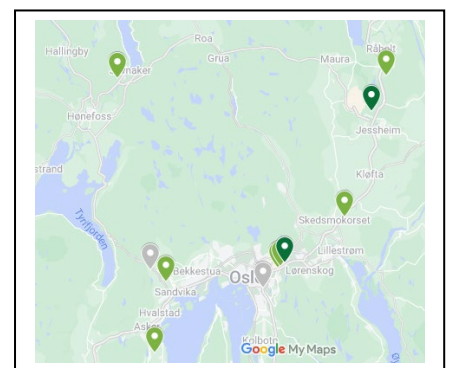 Hallingby
Roa
Grua
Maura
Råholt
Jevnaker
Hønefoss
Jessheim
Kløfta
Skedsmokorset
Tyrifjorden
Bekkestua
Oslo
Lillestrøm
Lørenskog
Sandvika
Hvalstad
Asker
Kolbotn
Google My Maps